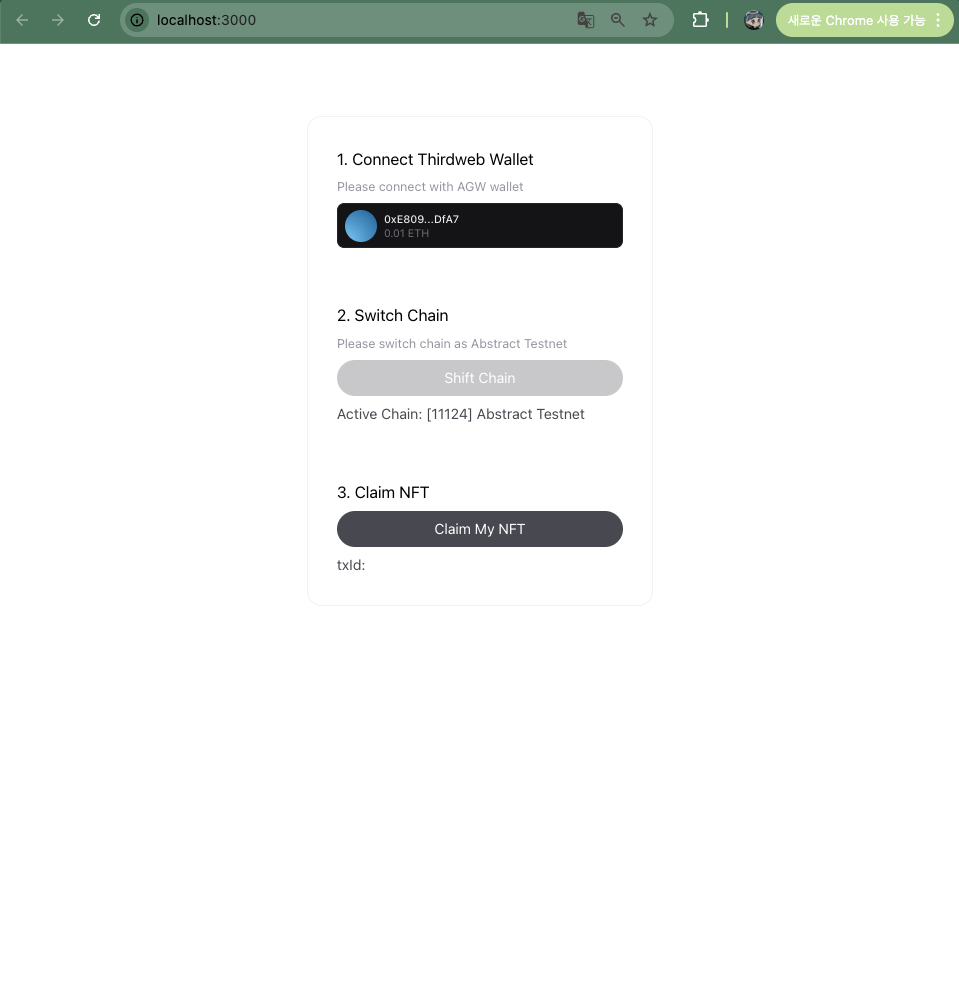 localhost:3000
새로운 Chrome 사용 가능
1. Connect Thirdweb Wallet
Please connect with AGW wallet
0xE809...DfA7
0.01 ETH
2. Switch Chain
Please switch chain as Abstract Testnet
Shift Chain
Active Chain: [11124] Abstract Testnet
3. Claim NFT
Claim My NFT
txId: